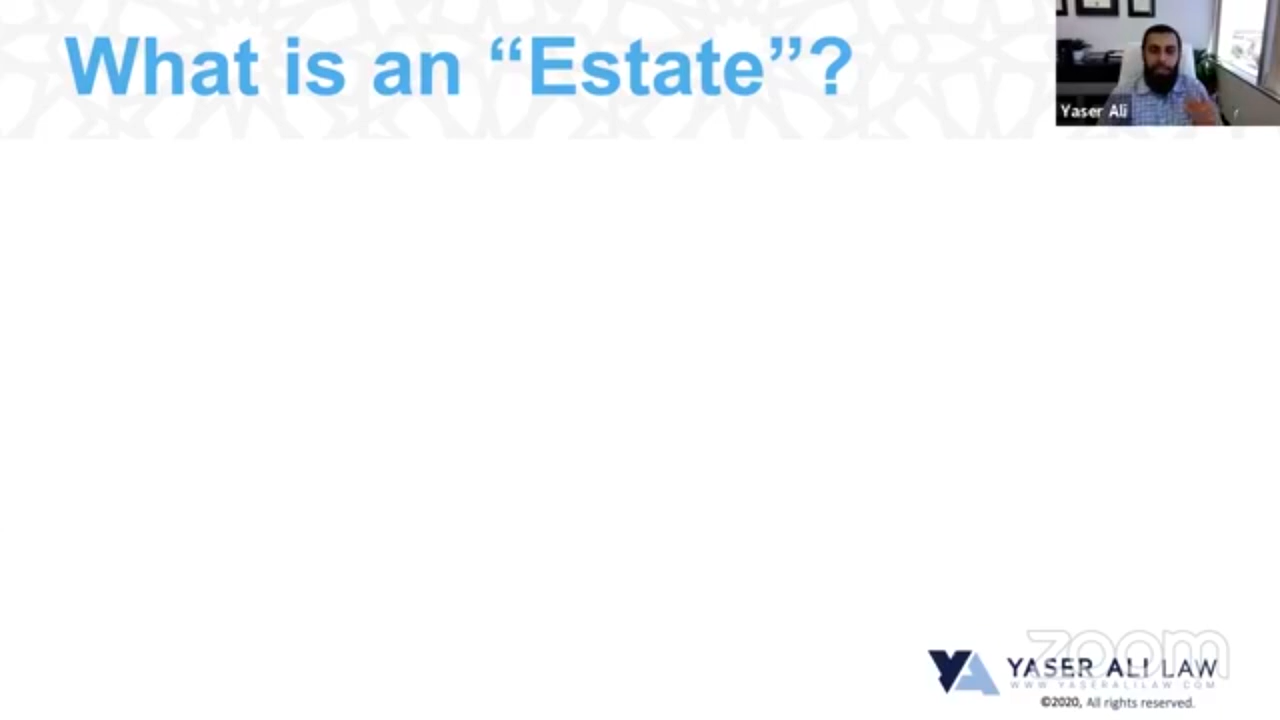 What is an “Estate”?
Yaser Ali
zoom
YASER ALI LAW
WWW.YASERALILAW.COM
©2020, All rights reserved.